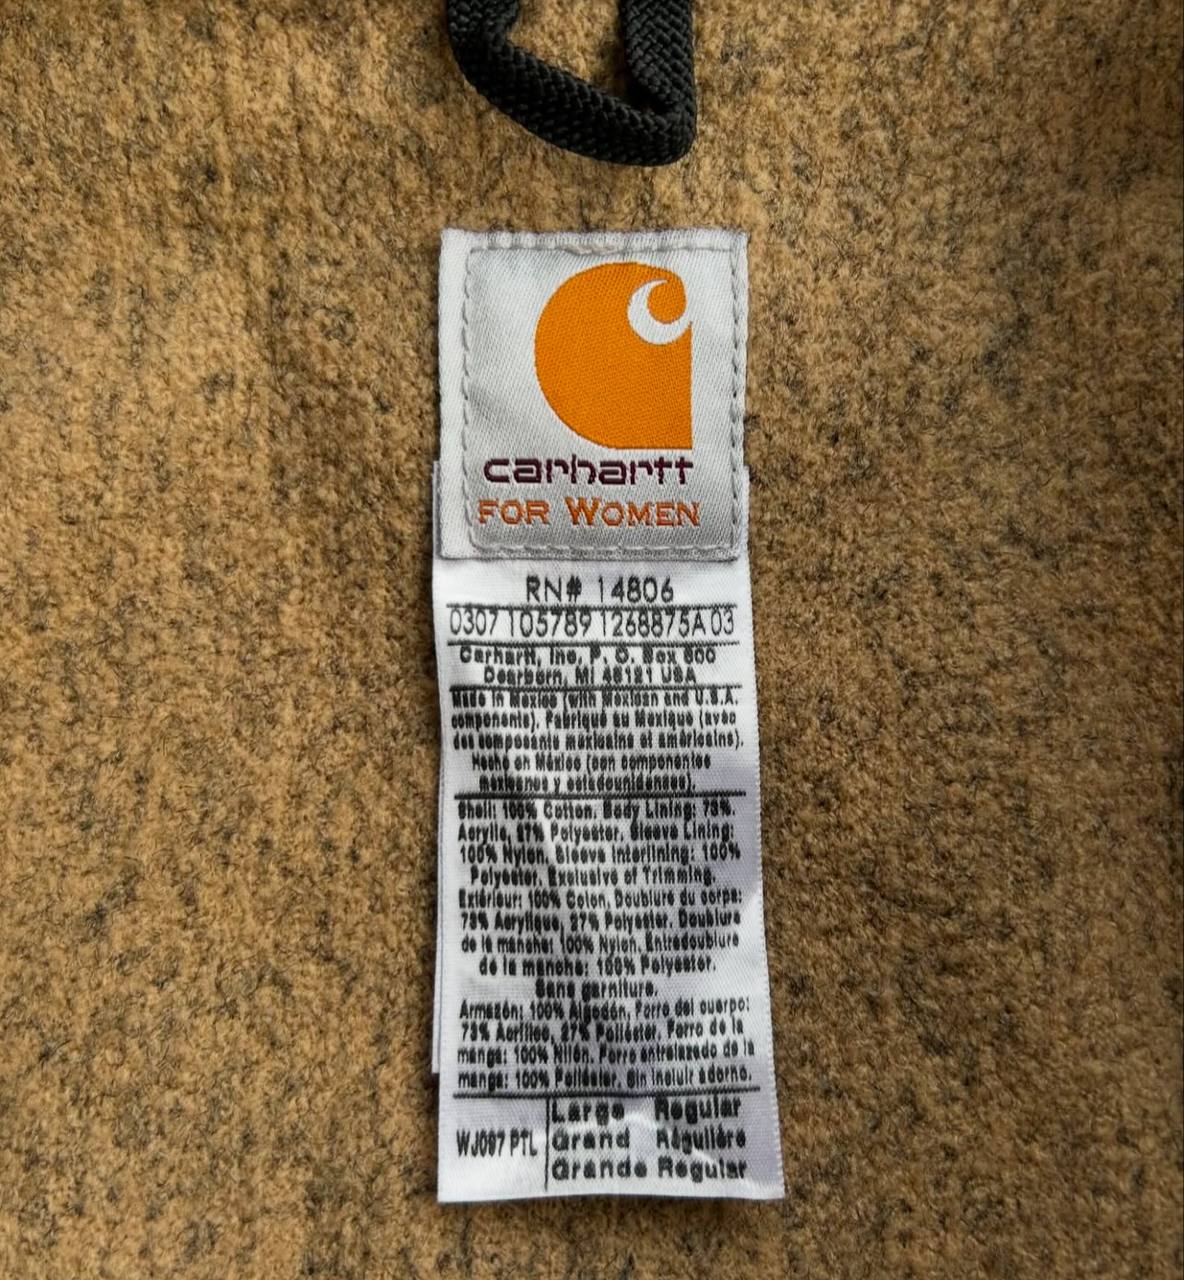 carhartt
FOR WOMEN
RN# 14806
0307 105789 1268875A 03
Carhartt, Inc. P. O. Box 600
Dearborn, MI 48121 USA
Made in Mexico (with Mexican and U.S.A.
components). Fabriqué au Mexique (avec
des composants mexicains et américains).
Hecho en México (con componentes
mexicanos y estadounidenses).
Shell: 100% Cotton. Body Lining: 73%
Acrylic, 27% Polyester. Sleeve Lining:
100% Nylon. Sleeve Interlining: 100%
Polyester. Exclusive of Trimming.
Extérieur: 100% Coton. Doublure du corps:
73% Acrylique, 27% Polyester. Doublure
de la manche: 100% Nylon. Entredoublure
de la manche: 100% Polyester.
Sans garniture.
Armazón: 100% Algodón. Forro del cuerpo:
73% Acrílico, 27% Poliéster. Forro de la
manga: 100% Nilón. Forro entrelazado de la
manga: 100% Poliéster. Sin incluir adorno.
WJ097 PTL
Large Regular
Grand Régulière
Grande Regular